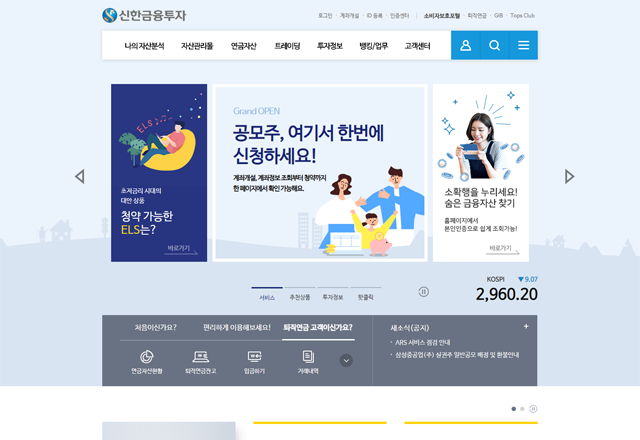 신한금융투자
로그인 · 계좌개설 · ID 등록 · 인증센터 | 소비자보호포털 · 퇴직연금 · GIB · Tops Club
나의 자산분석 자산관리몰 연금자산 트레이딩 투자정보 뱅킹/업무 고객센터
ELS
초저금리 시대의
대안 상품
청약 가능한
ELS는?
바로가기
Grand OPEN
공모주, 여기서 한번에
신청하세요!
계좌개설, 계좌정보 조회부터 청약까지
한 페이지에서 확인 가능해요.
소확행을 누리세요!
숨은 금융자산 찾기
홈페이지에서
본인인증으로 쉽게 조회가능!
바로가기
서비스 추천상품 투자정보 핫클릭
KOSPI ▼9.07
2,960.20
처음이신가요? 편리하게 이용해보세요! 퇴직연금 고객이신가요?
연금자산현황 퇴직연금잔고 입금하기 거래내역
새소식(공지) +
· ARS 서비스 점검 안내
· 삼성중공업(주) 실권주 일반공모 배정 및 환불안내